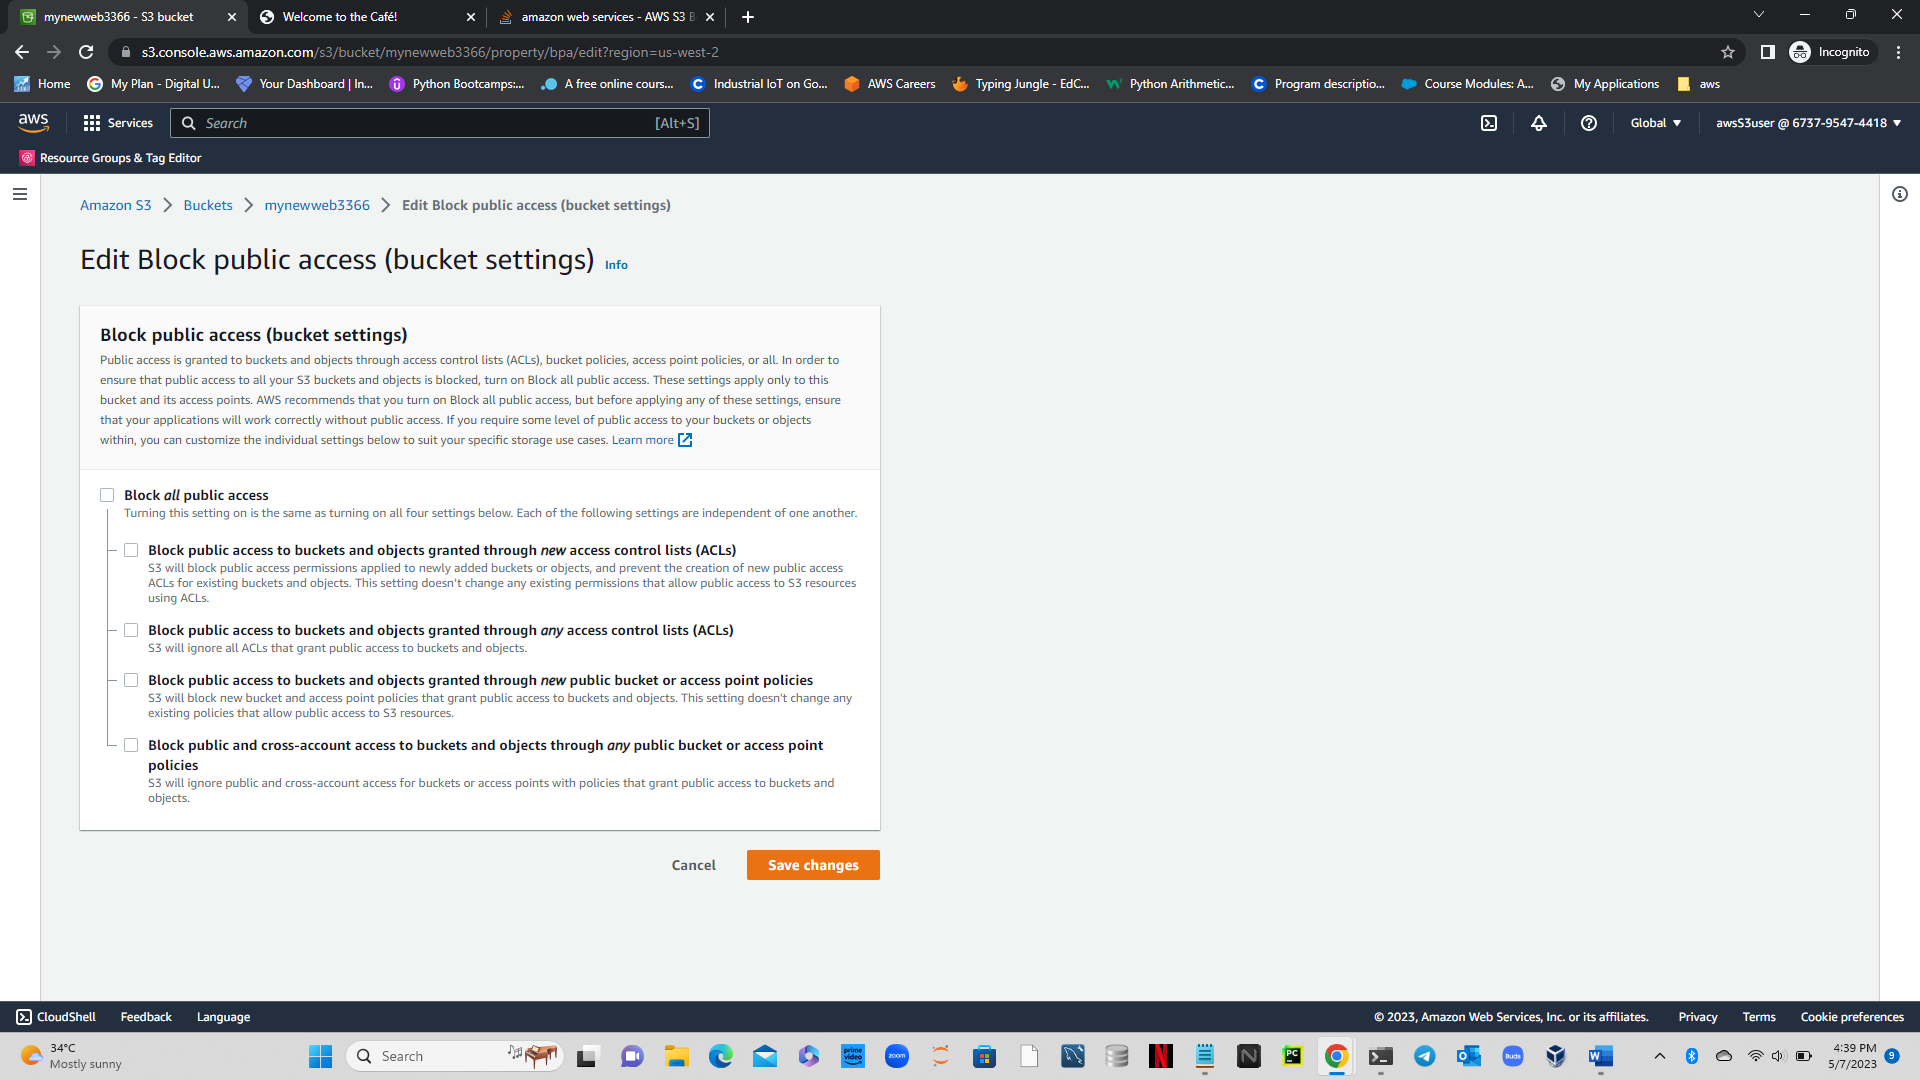 mynewweb3366 - S3 bucket
Welcome to the Café!
amazon web services - AWS S3 B
s3.console.aws.amazon.com/s3/bucket/mynewweb3366/property/bpa/edit?region=us-west-2
Incognito
Home
My Plan - Digital U...
Your Dashboard | In...
Python Bootcamps:...
A free online cours...
Industrial IoT on Go...
AWS Careers
Typing Jungle - EdC...
Python Arithmetic...
Program descriptio...
Course Modules: A...
My Applications
aws
aws
Services
Search
[Alt+S]
Global
awsS3user @ 6737-9547-4418
Resource Groups & Tag Editor
Amazon S3
Buckets
mynewweb3366
Edit Block public access (bucket settings)
Edit Block public access (bucket settings) Info
Block public access (bucket settings)
Public access is granted to buckets and objects through access control lists (ACLs), bucket policies, access point policies, or all. In order to
ensure that public access to all your S3 buckets and objects is blocked, turn on Block all public access. These settings apply only to this
bucket and its access points. AWS recommends that you turn on Block all public access, but before applying any of these settings, ensure
that your applications will work correctly without public access. If you require some level of public access to your buckets or objects
within, you can customize the individual settings below to suit your specific storage use cases. Learn more
Block all public access
Turning this setting on is the same as turning on all four settings below. Each of the following settings are independent of one another.
Block public access to buckets and objects granted through new access control lists (ACLs)
S3 will block public access permissions applied to newly added buckets or objects, and prevent the creation of new public access
ACLs for existing buckets and objects. This setting doesn't change any existing permissions that allow public access to S3 resources
using ACLs.
Block public access to buckets and objects granted through any access control lists (ACLs)
S3 will ignore all ACLs that grant public access to buckets and objects.
Block public access to buckets and objects granted through new public bucket or access point policies
S3 will block new bucket and access point policies that grant public access to buckets and objects. This setting doesn't change any
existing policies that allow public access to S3 resources.
Block public and cross-account access to buckets and objects through any public bucket or access point
policies
S3 will ignore public and cross-account access for buckets or access points with policies that grant public access to buckets and
objects.
Cancel
Save changes
CloudShell
Feedback
Language
© 2023, Amazon Web Services, Inc. or its affiliates.
Privacy
Terms
Cookie preferences
34°C
Mostly sunny
Search
prime video
zoom
PC
Buds
4:39 PM
5/7/2023
9